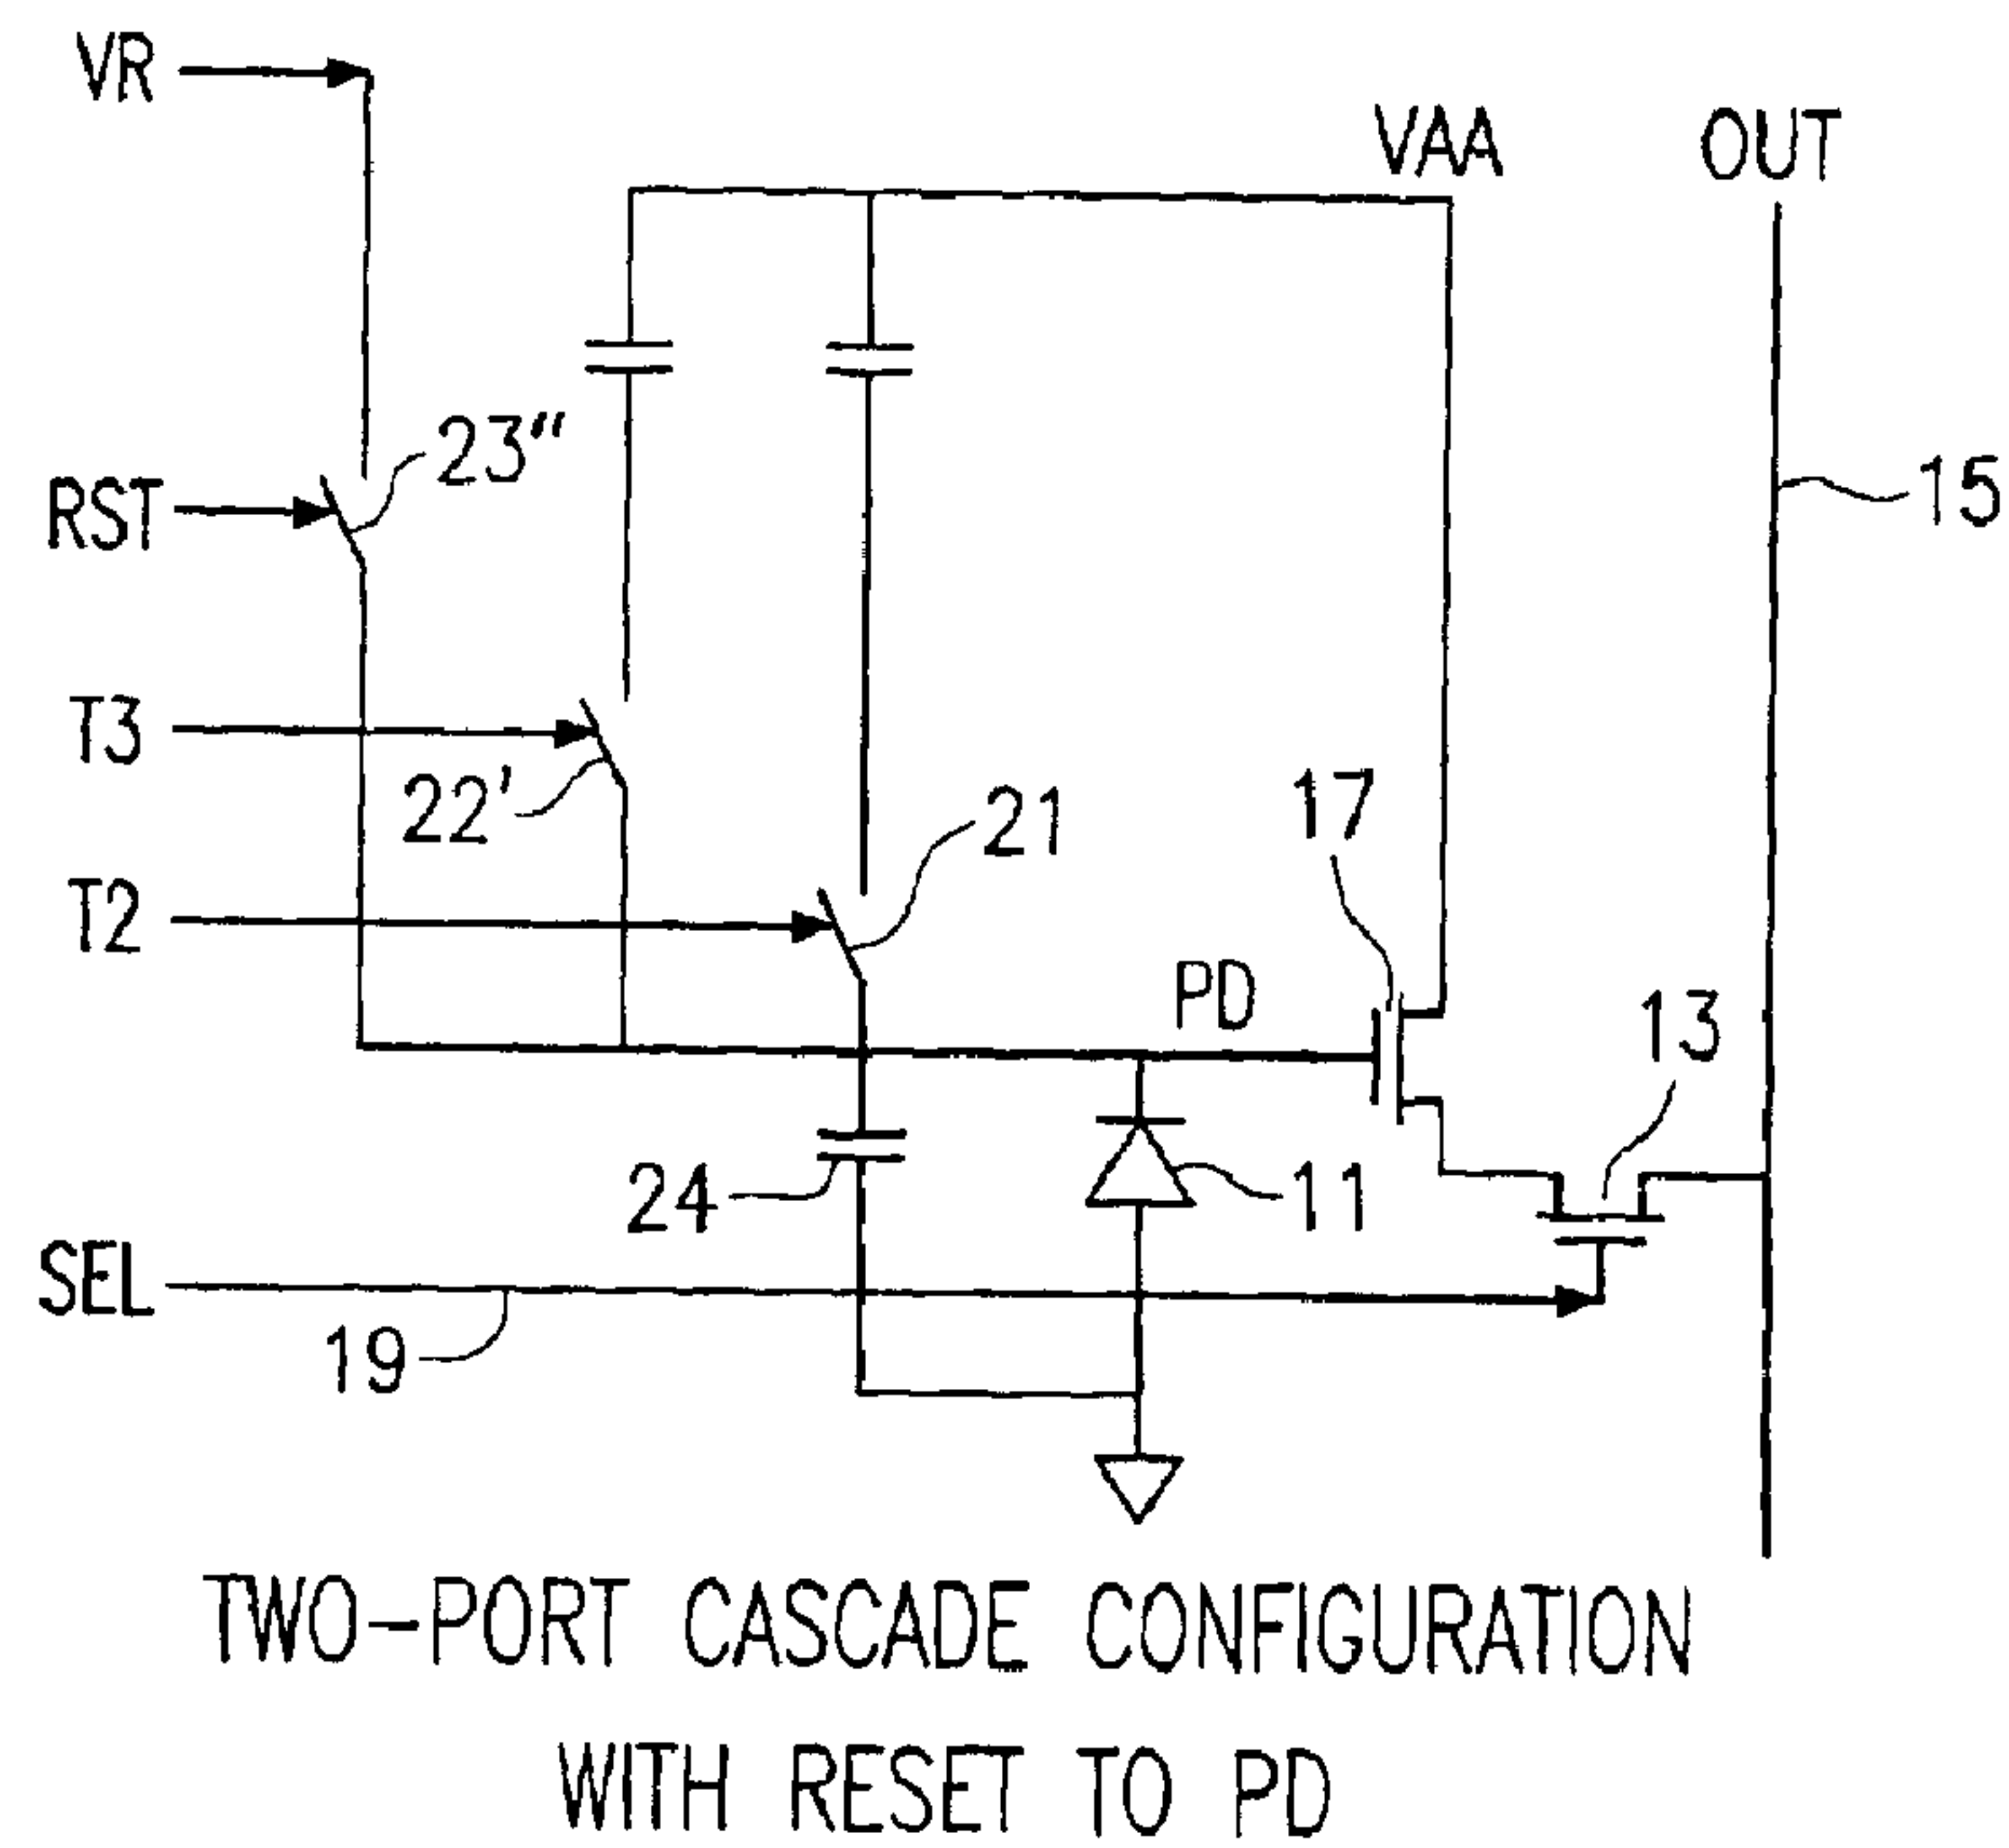 VR
VAA
OUT
23"
RST
15
T3
22'
21
17
T2
PD
13
24
11
SEL
19
TWO-PORT CASCADE CONFIGURATION
WITH RESET TO PD